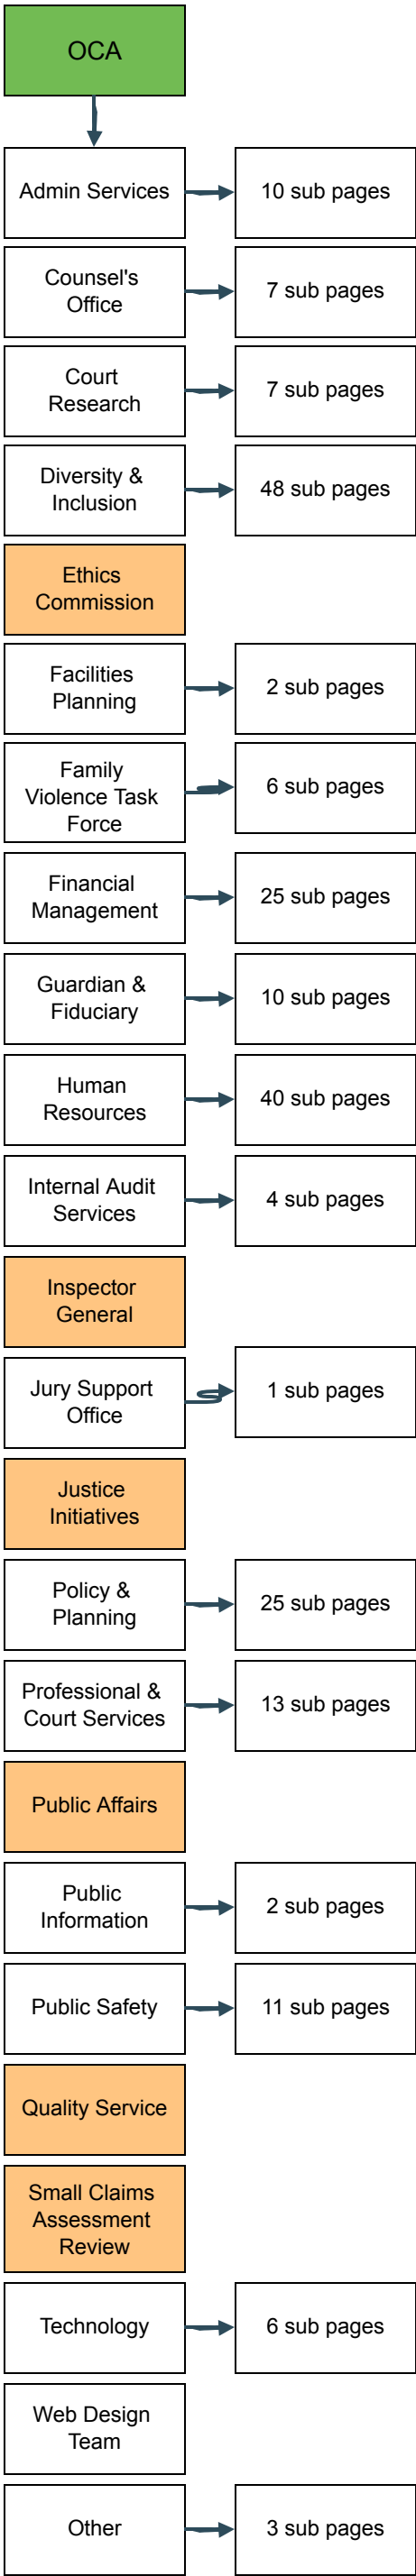 OCA
Admin Services
10 sub pages
Counsel's
Office
7 sub pages
Court
Research
7 sub pages
Diversity &
Inclusion
48 sub pages
Ethics
Commission
Facilities
Planning
2 sub pages
Family
Violence Task
Force
6 sub pages
Financial
Management
25 sub pages
Guardian &
Fiduciary
10 sub pages
Human
Resources
40 sub pages
Internal Audit
Services
4 sub pages
Inspector
General
Jury Support
Office
1 sub pages
Justice
Initiatives
Policy &
Planning
25 sub pages
Professional &
Court Services
13 sub pages
Public Affairs
Public
Information
2 sub pages
Public Safety
11 sub pages
Quality Service
Small Claims
Assessment
Review
Technology
6 sub pages
Web Design
Team
Other
3 sub pages